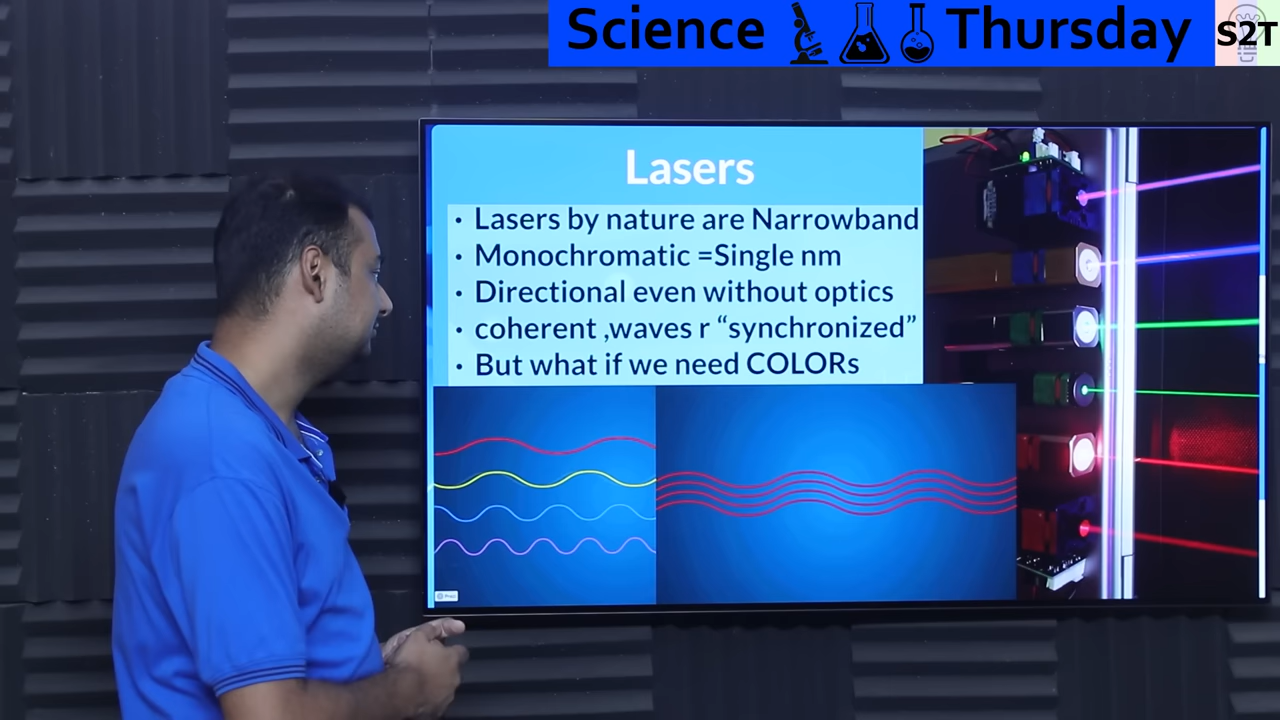 Science Thursday
S2T
Lasers
• Lasers by nature are Narrowband
• Monochromatic =Single nm
• Directional even without optics
• coherent ,waves r “synchronized”
• But what if we need COLORs